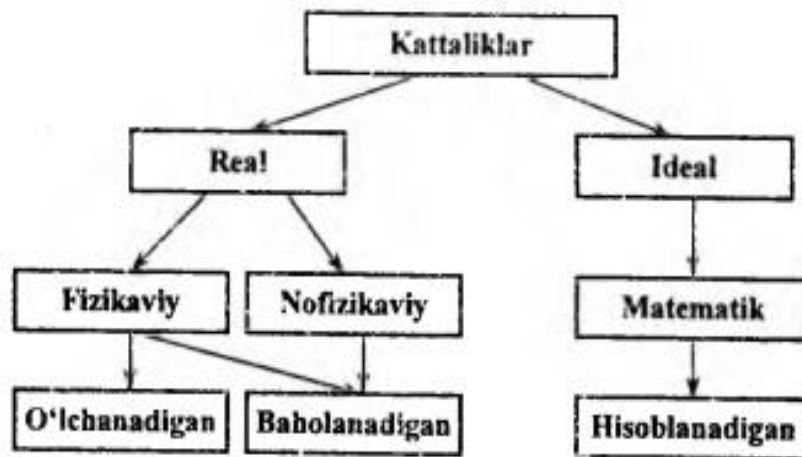 Kattaliklar
Real
Ideal
Fizikaviy
Nofizikaviy
Matematik
O‘lchanadigan
Baholanadigan
Hisoblanadigan